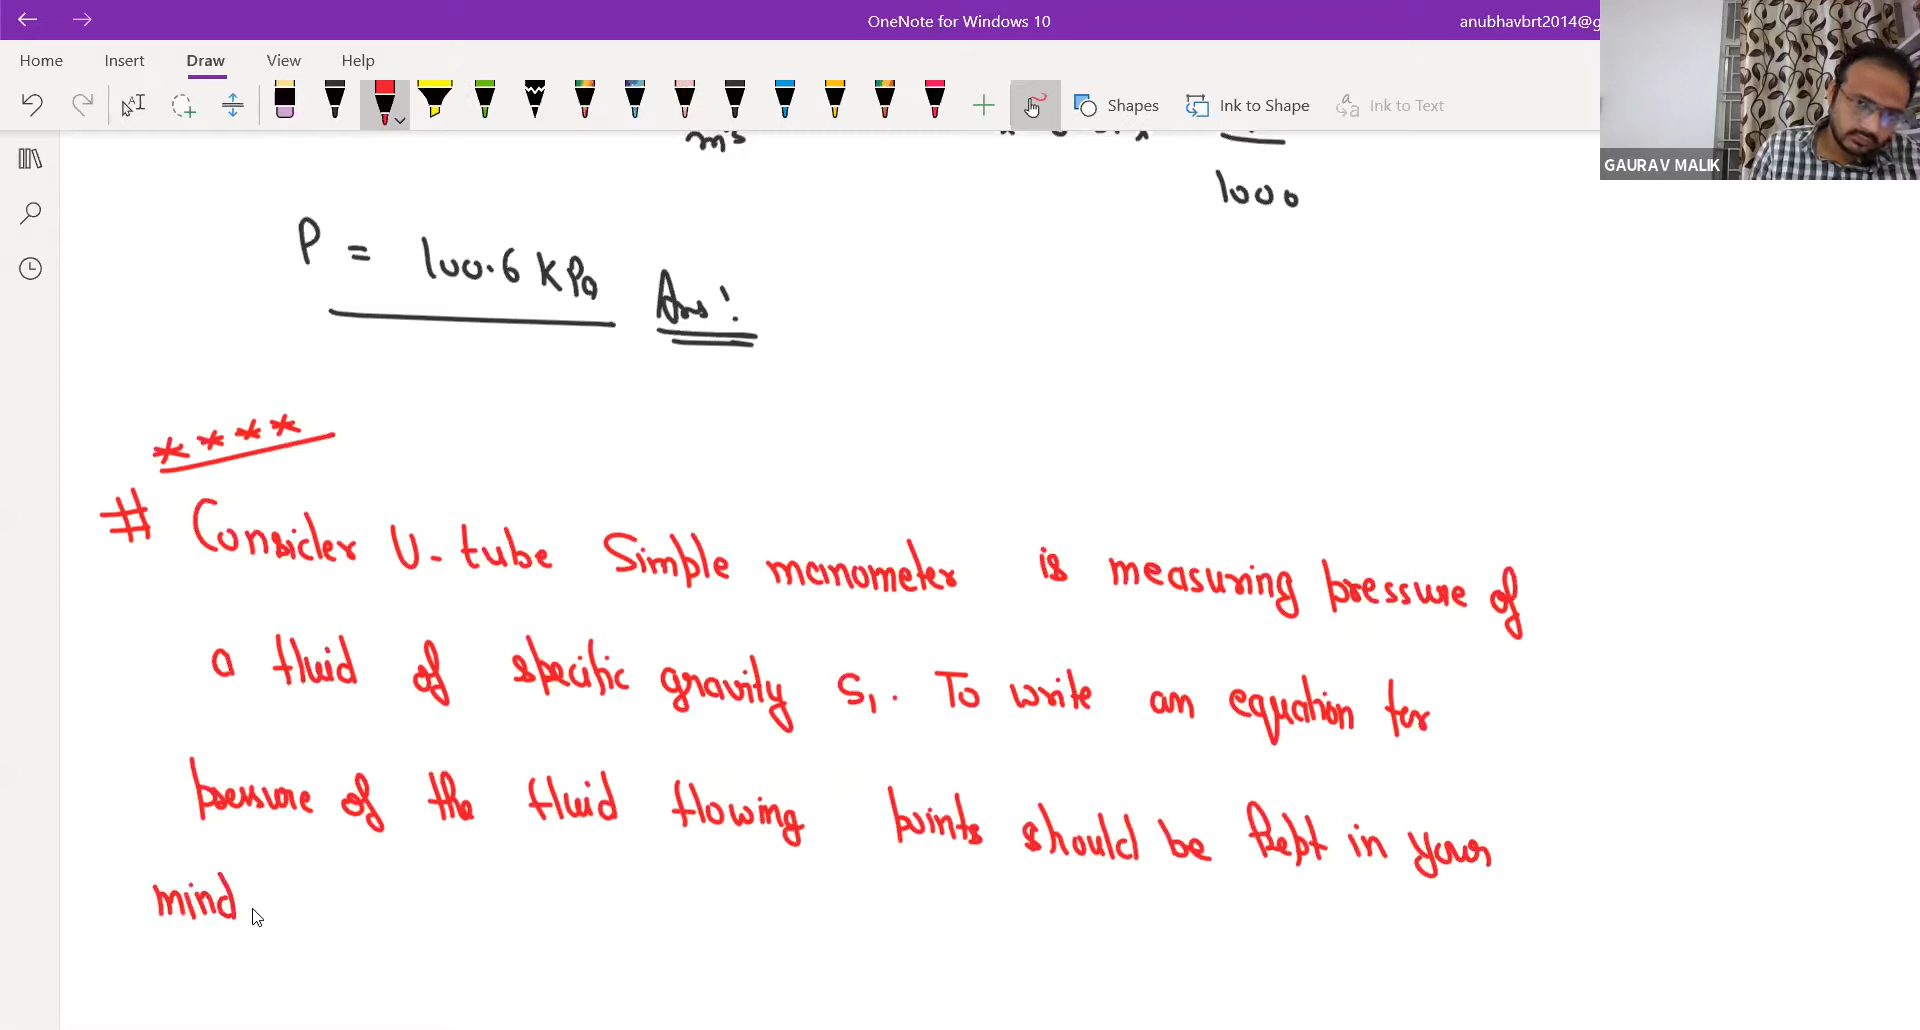 OneNote for Windows 10
anubhavbrt2014@g
Home Insert Draw View Help
Shapes Ink to Shape Ink to Text
GAURAV MALIK
1000
P = 100.6 KPa Ans:
****
# Consider U-tube Simple manometer is measuring pressure of
a fluid of specific gravity S1. To write an equation for
pressure of the fluid flowing points should be kept in your
mind